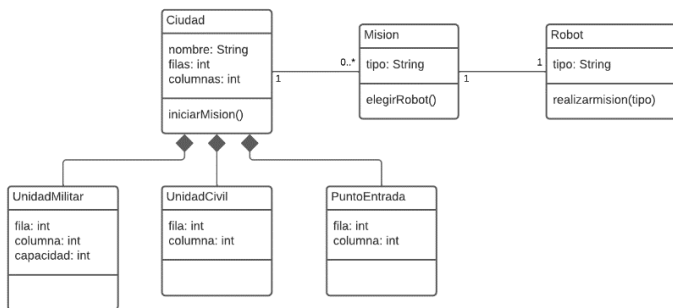 Ciudad
nombre: String
filas: int
columnas: int
iniciarMision()
1
0..*
Mision
tipo: String
elegirRobot()
1
1
Robot
tipo: String
realizarmision(tipo)
UnidadMilitar
fila: int
columna: int
capacidad: int
UnidadCivil
fila: int
columna: int
PuntoEntrada
fila: int
columna: int